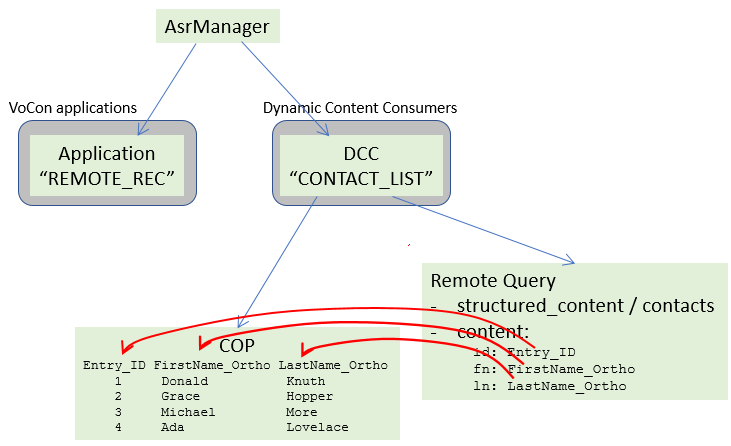 AsrManager
VoCon applications
Dynamic Content Consumers
Application
“REMOTE_REC”
DCC
“CONTACT_LIST”
Remote Query
- structured_content / contacts
- content:
id: Entry_ID
fn: FirstName_Ortho
ln: LastName_Ortho
COP
Entry_ID FirstName_Ortho LastName_Ortho
1 Donald Knuth
2 Grace Hopper
3 Michael More
4 Ada Lovelace